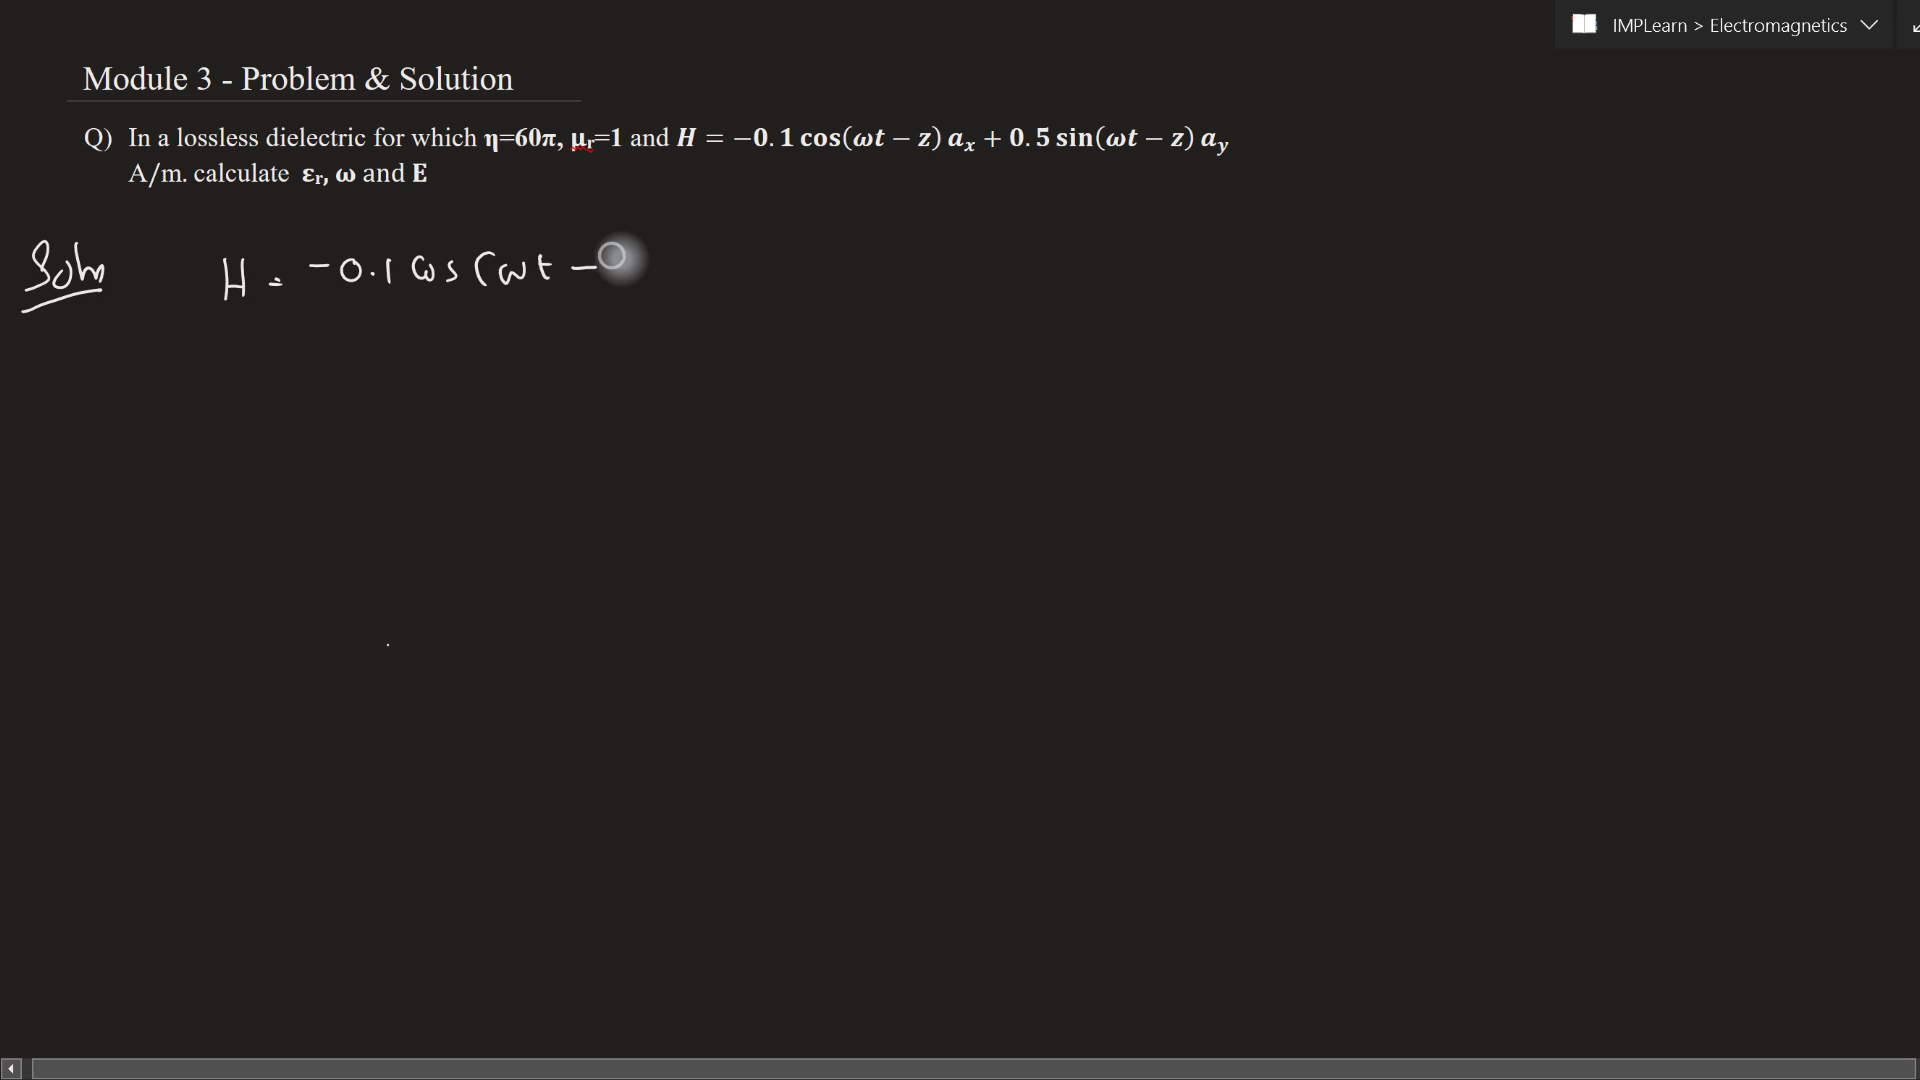 IMPLearn > Electromagnetics
Module 3 - Problem & Solution
Q) In a lossless dielectric for which η=60π, μr=1 and H = −0.1 cos(ωt − z) ax + 0.5 sin(ωt − z) ay
A/m. calculate εr, ω and E
Soln H = -0.1 cos(ωt -